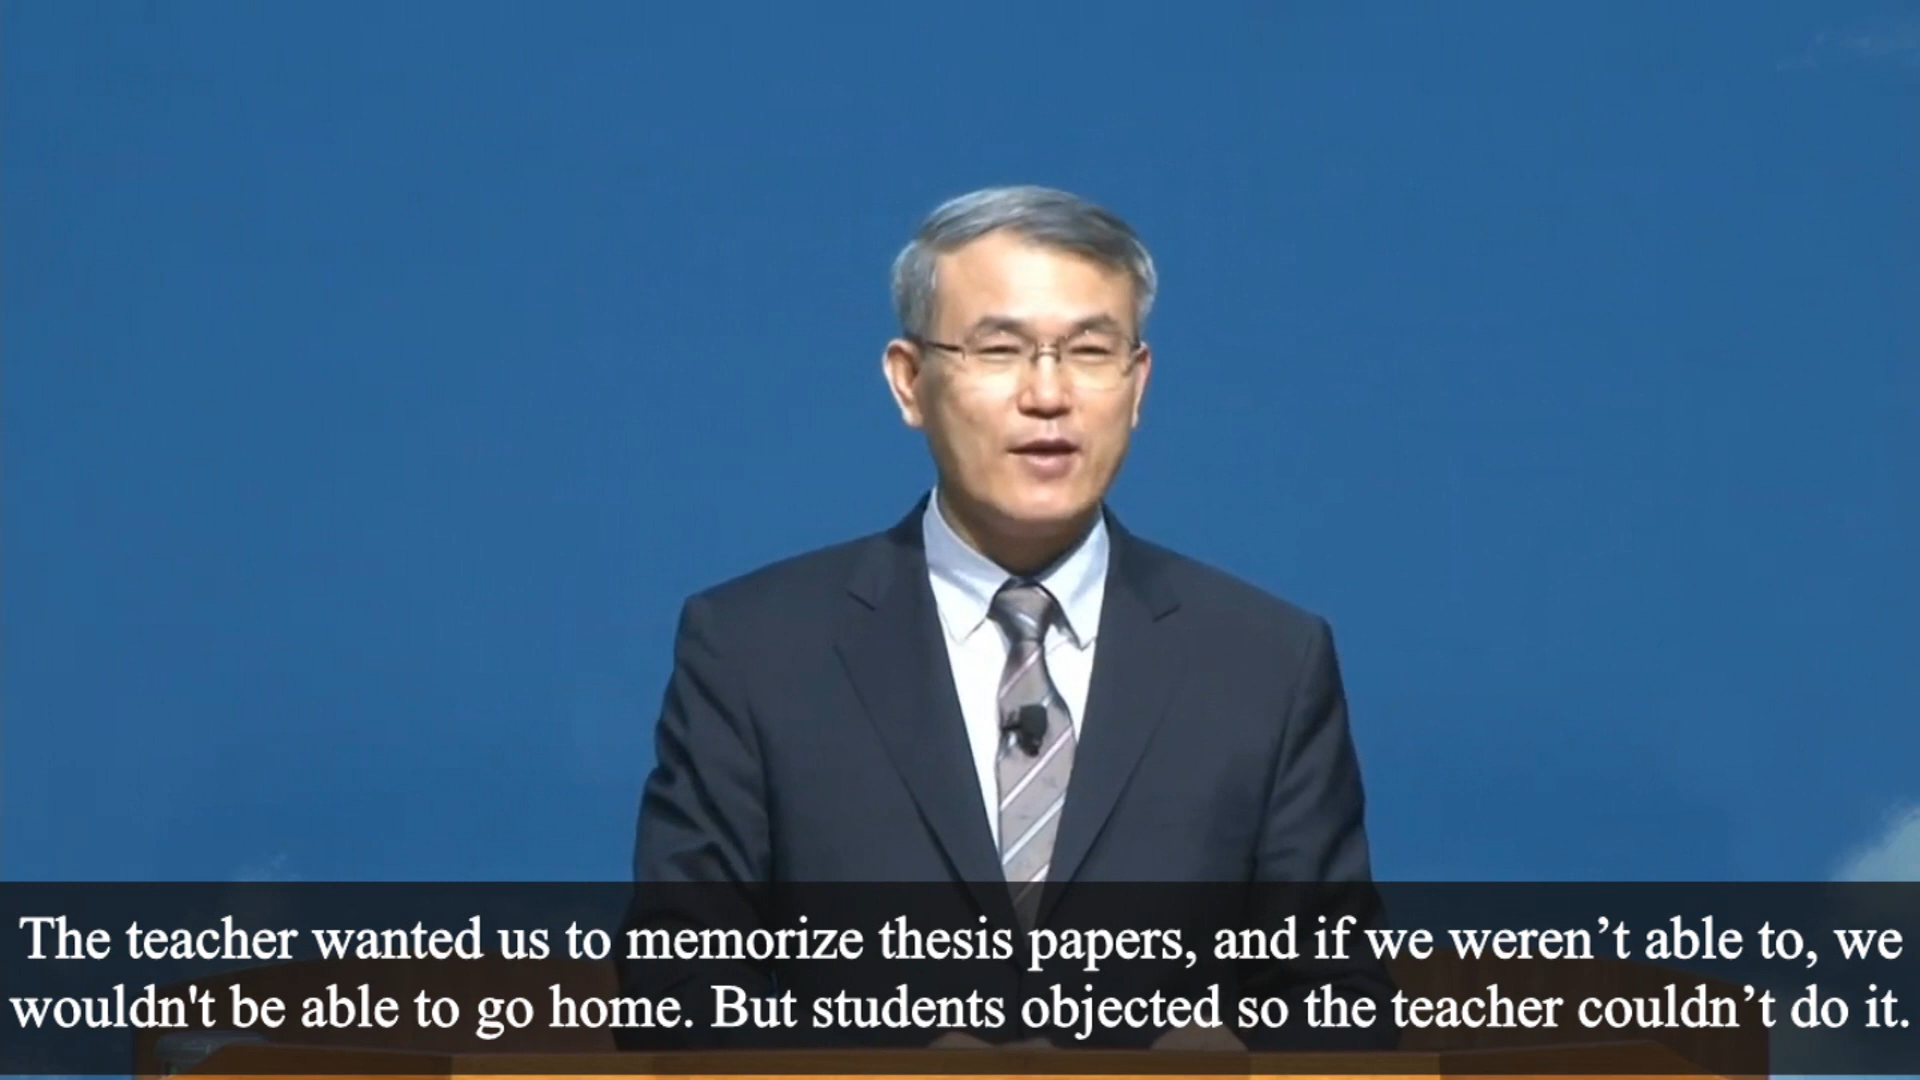 The teacher wanted us to memorize thesis papers, and if we weren’t able to, we
wouldn't be able to go home. But students objected so the teacher couldn’t do it.